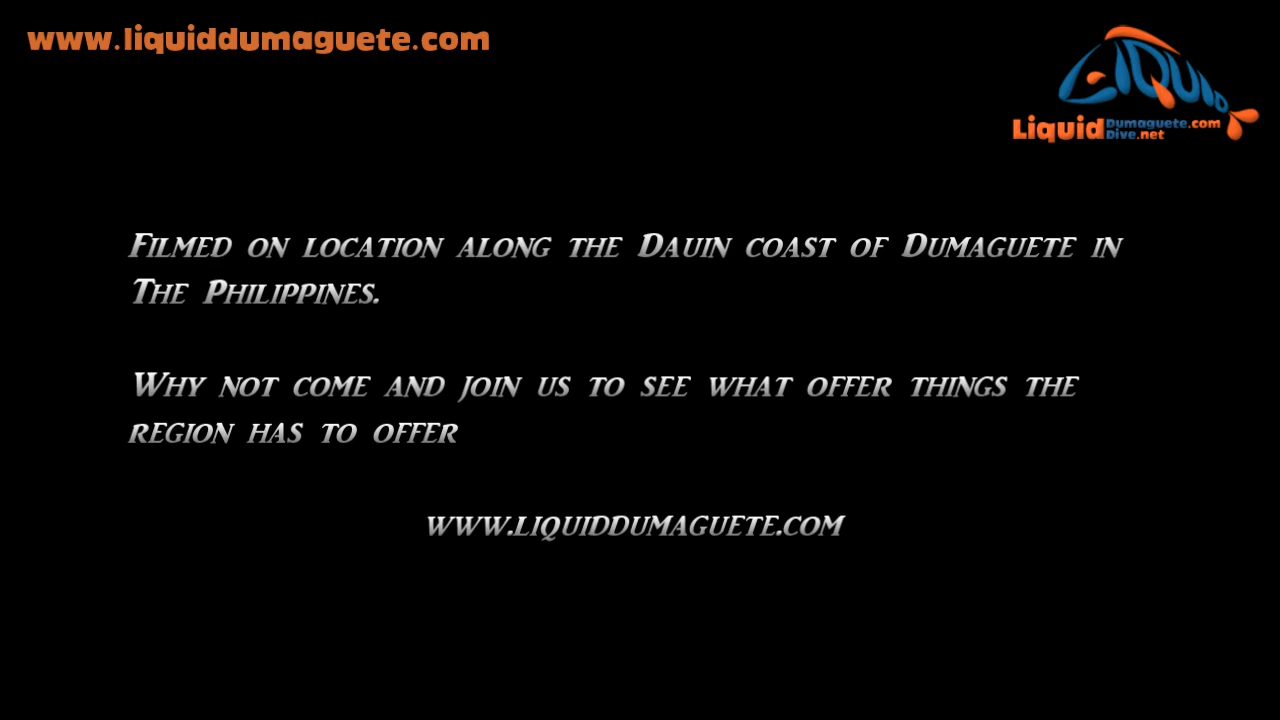 www.liquiddumaguete.com
LIQUID
Liquid Dumaguete.com
Dive.net
Filmed on location along the Dauin coast of Dumaguete in
The Philippines.
Why not come and join us to see what offer things the
region has to offer
www.liquiddumaguete.com